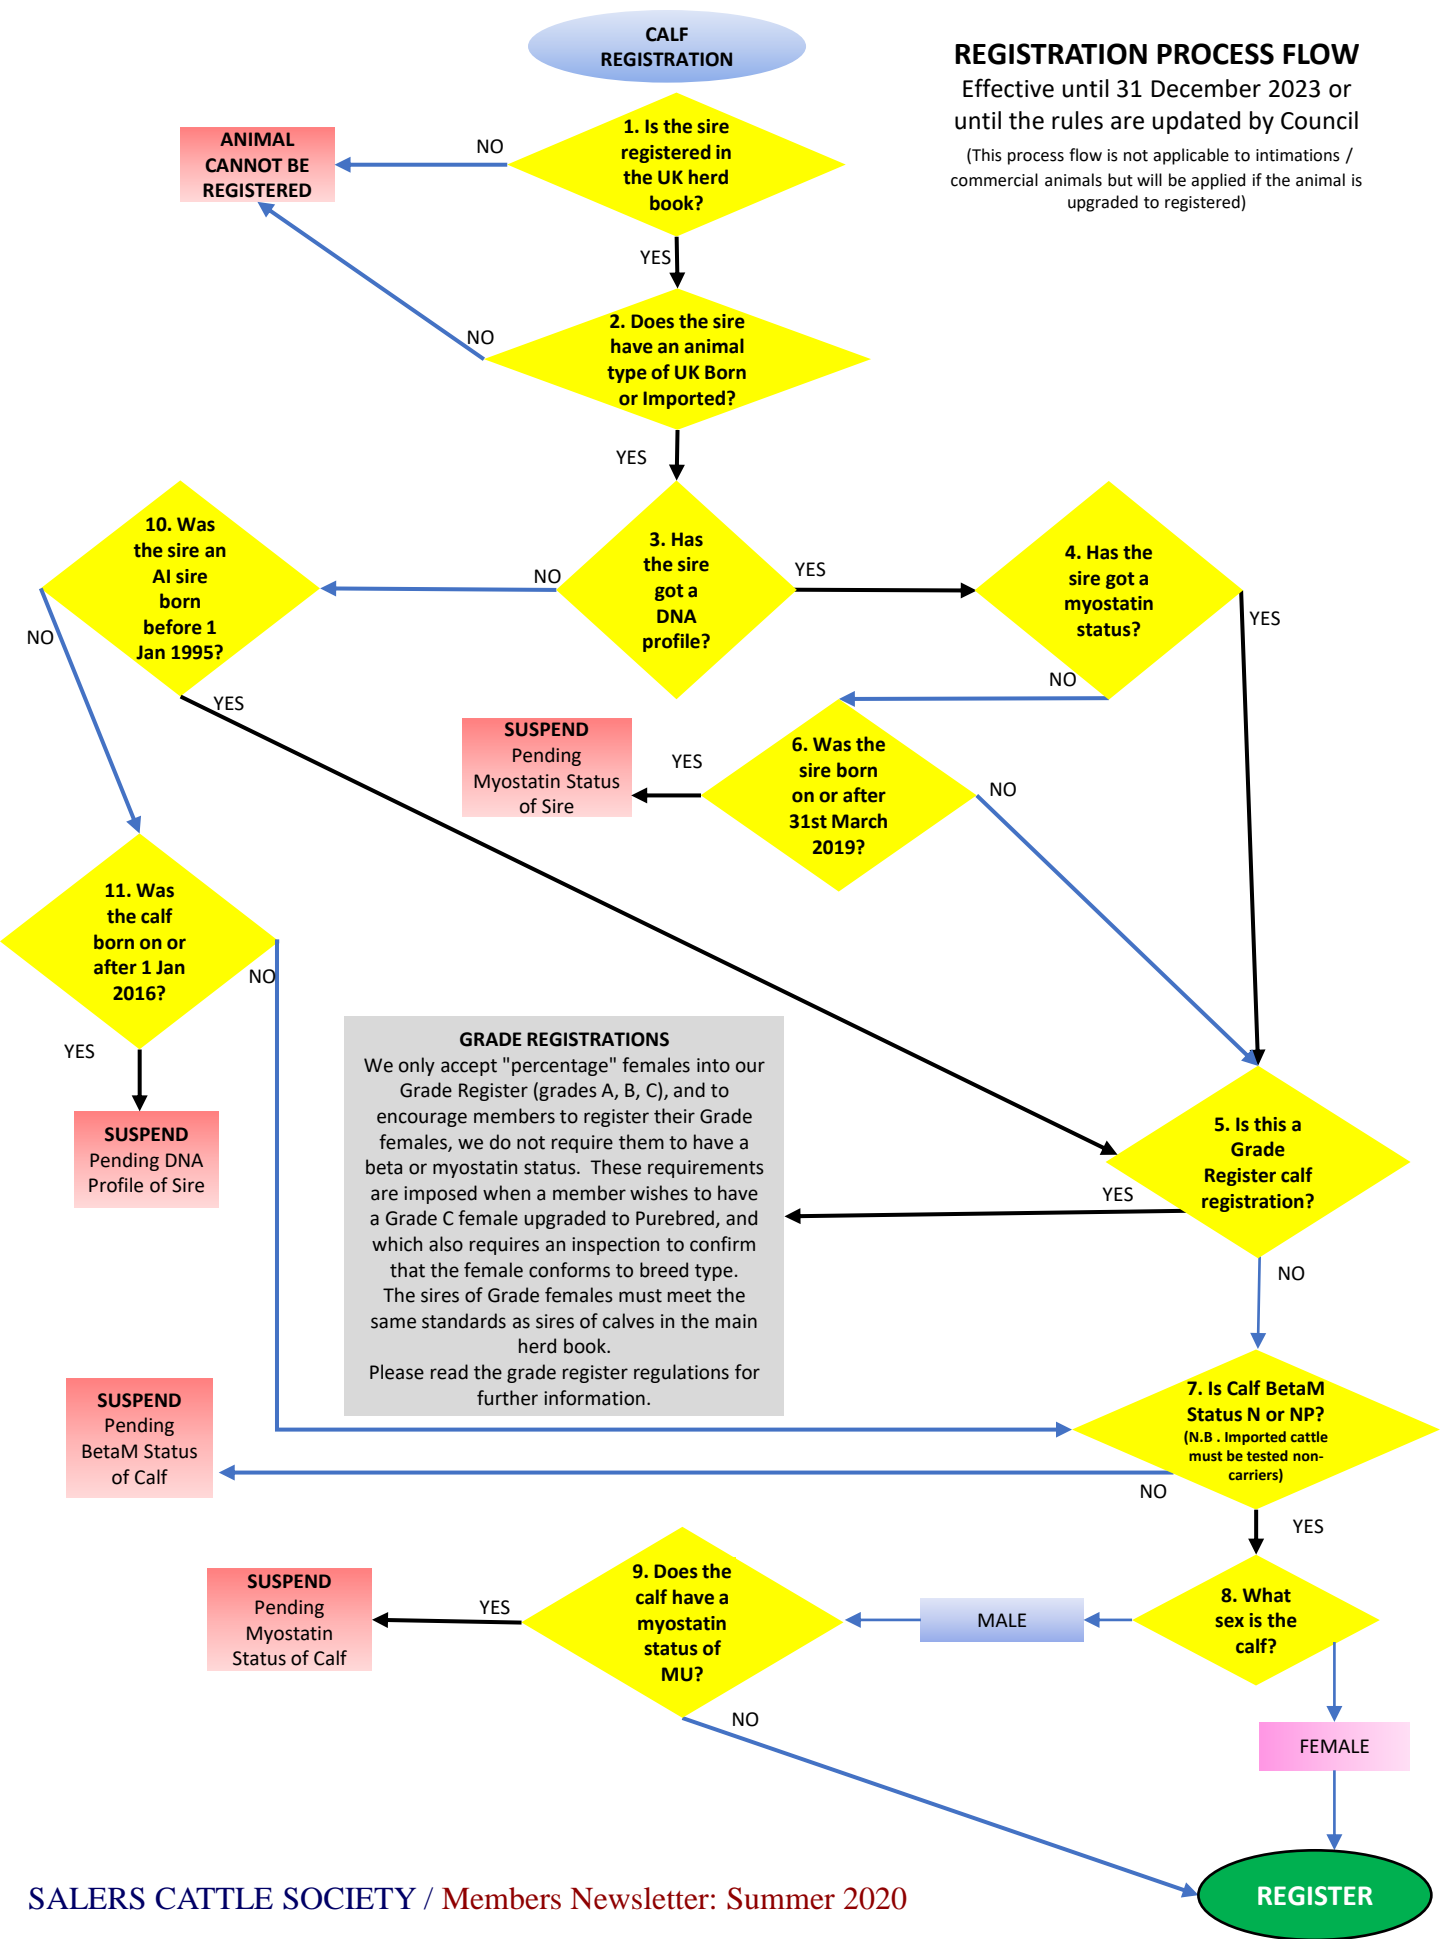 CALF
REGISTRATION
REGISTRATION PROCESS FLOW
Effective until 31 December 2023 or
until the rules are updated by Council
(This process flow is not applicable to intimations /
commercial animals but will be applied if the animal is
upgraded to registered)
1. Is the sire
registered in
the UK herd
book?
NO
ANIMAL
CANNOT BE
REGISTERED
YES
2. Does the sire
have an animal
type of UK Born
or Imported?
NO
YES
3. Has
the sire
got a
DNA
profile?
NO
YES
10. Was
the sire an
AI sire
born
before 1
Jan 1995?
NO
YES
4. Has the
sire got a
myostatin
status?
YES
NO
6. Was the
sire born
on or after
31st March
2019?
YES
NO
SUSPEND
Pending
Myostatin Status
of Sire
11. Was
the calf
born on or
after 1 Jan
2016?
NO
YES
SUSPEND
Pending DNA
Profile of Sire
GRADE REGISTRATIONS
We only accept "percentage" females into our
Grade Register (grades A, B, C), and to
encourage members to register their Grade
females, we do not require them to have a
beta or myostatin status.  These requirements
are imposed when a member wishes to have
a Grade C female upgraded to Purebred, and
which also requires an inspection to confirm
that the female conforms to breed type.
The sires of Grade females must meet the
same standards as sires of calves in the main
herd book.
Please read the grade register regulations for
further information.
5. Is this a
Grade
Register calf
registration?
YES
NO
7. Is Calf BetaM
Status N or NP?
(N.B . Imported cattle
must be tested non-
carriers)
NO
YES
SUSPEND
Pending
BetaM Status
of Calf
8. What
sex is the
calf?
MALE
FEMALE
9. Does the
calf have a
myostatin
status of
MU?
YES
NO
SUSPEND
Pending
Myostatin
Status of Calf
REGISTER
SALERS CATTLE SOCIETY / Members Newsletter: Summer 2020